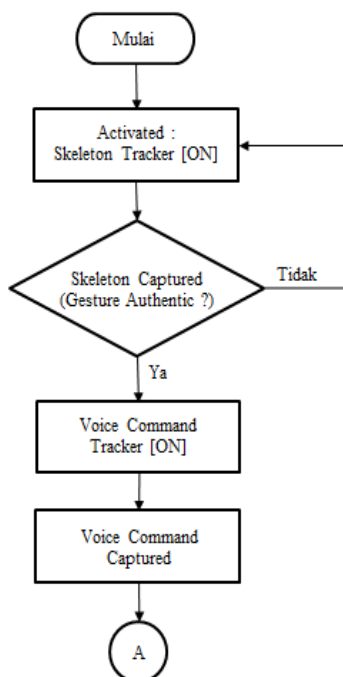 Mulai
Activated :
Skeleton Tracker [ON]
Skeleton Captured
(Gesture Authentic ?)
Tidak
Ya
Voice Command
Tracker [ON]
Voice Command
Captured
A